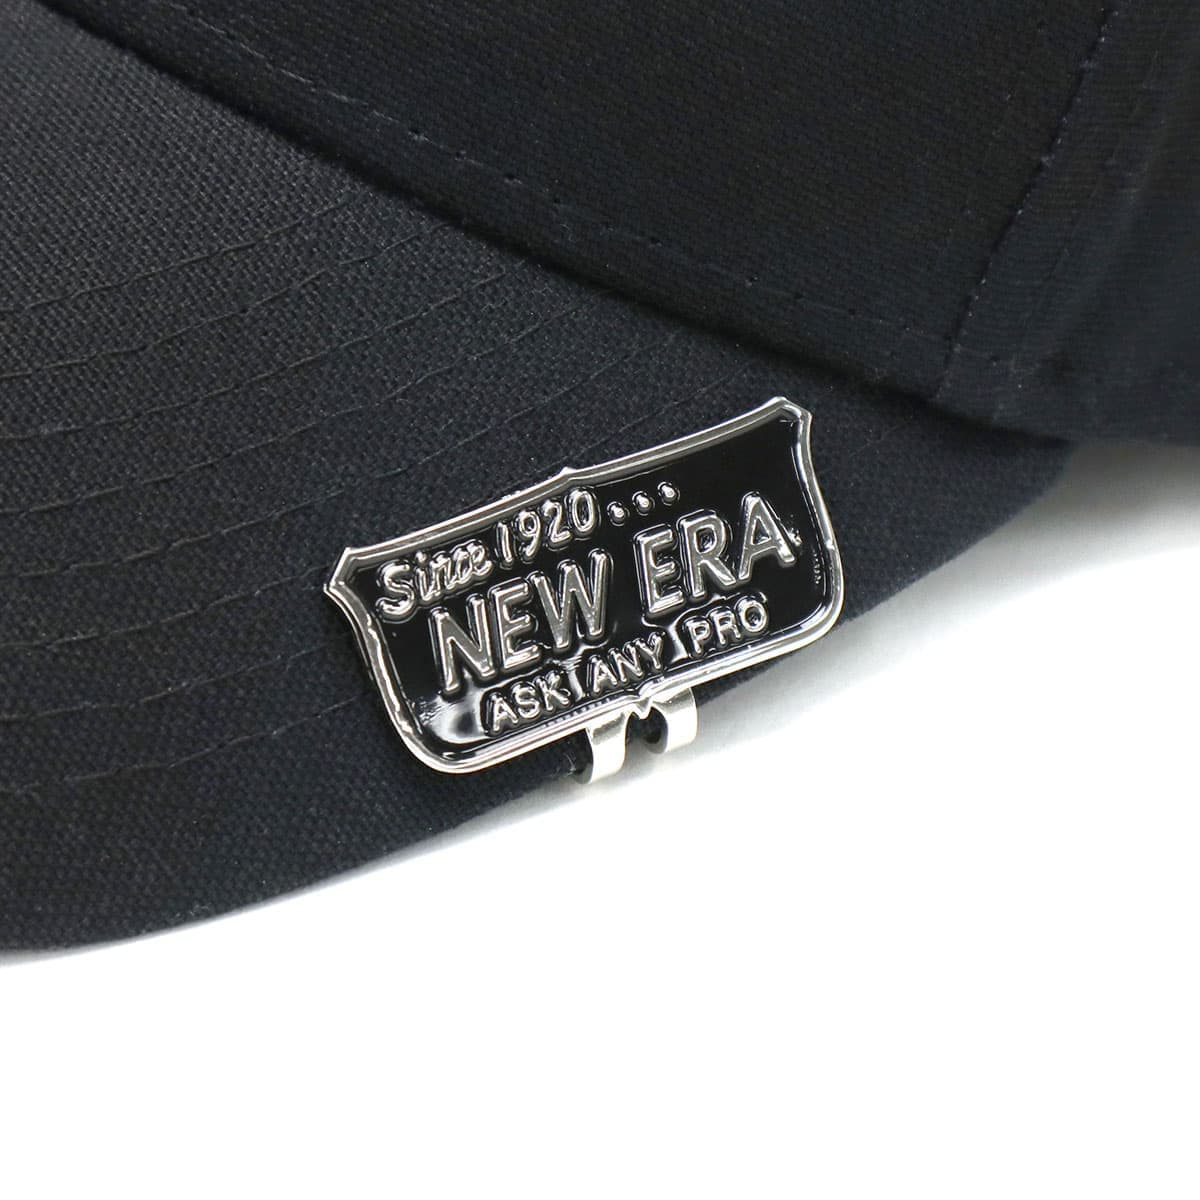 Since 1920...
NEW ERA
ASK ANY PRO